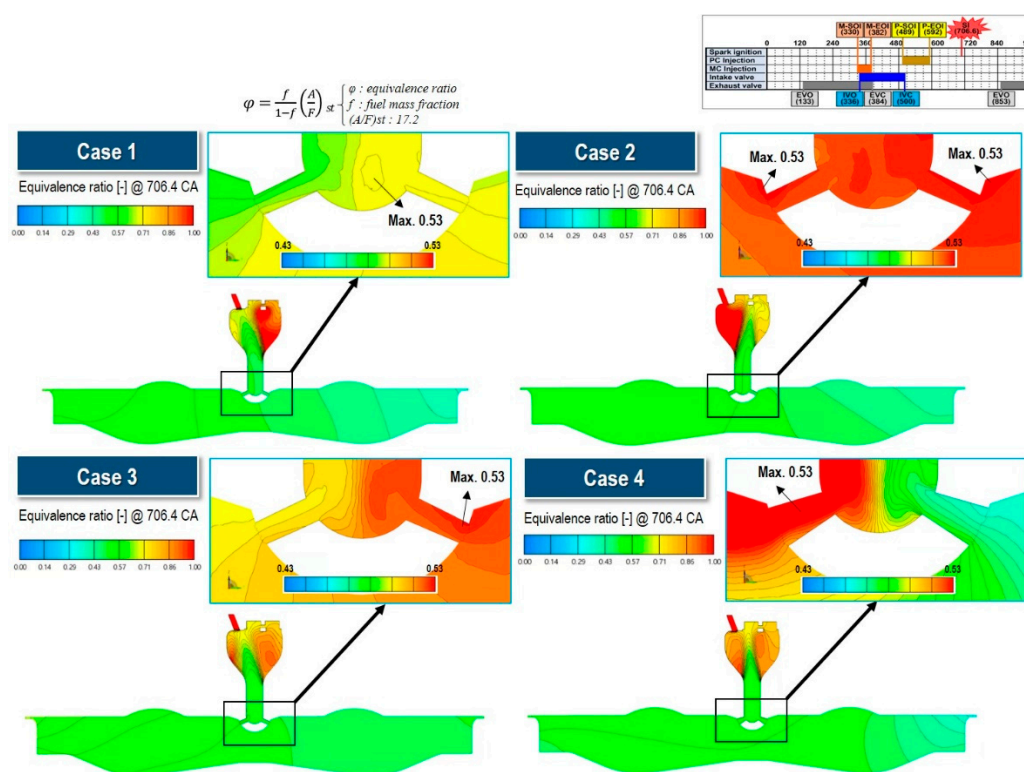 M-SOI (330) M-EOI (382) P-SOI (489) P-EOI (592) SI (706.6)
0 120 240 360 480 600 720 840
Spark ignition
PC Injection
MC Injection
Intake valve
Exhaust valve
EVO (133) IVO (336) EVC (384) IVC EVO (853)
φ = f/(1−f) (A/F) st
φ : equivalence ratio
f : fuel mass fraction
(A/F)st : 17.2
Case 1
Equivalence ratio [-] @ 706.4 CA
0.00 0.14 0.29 0.43 0.57 0.71 0.86 1.00
Max. 0.53
0.43 0.53
Case 2
Equivalence ratio [-] @ 706.4 CA
0.00 0.14 0.29 0.43 0.57 0.71 0.86 1.00
Max. 0.53 Max. 0.53
0.43 0.53
Case 3
Equivalence ratio [-] @ 706.4 CA
0.00 0.14 0.29 0.43 0.57 0.71 0.86 1.00
Max. 0.53
0.43 0.53
Case 4
Equivalence ratio [-] @ 706.4 CA
0.00 0.14 0.29 0.43 0.57 0.71 0.86 1.00
Max. 0.53
0.43 0.53